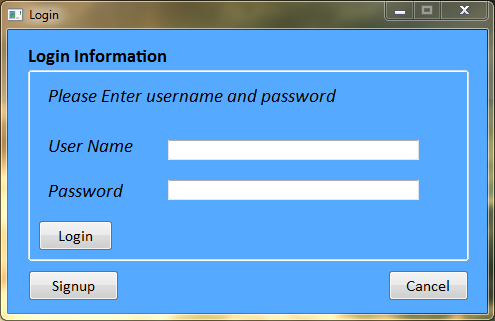 Login
Login Information
Please Enter username and password
User Name
Password
Login
Signup
Cancel